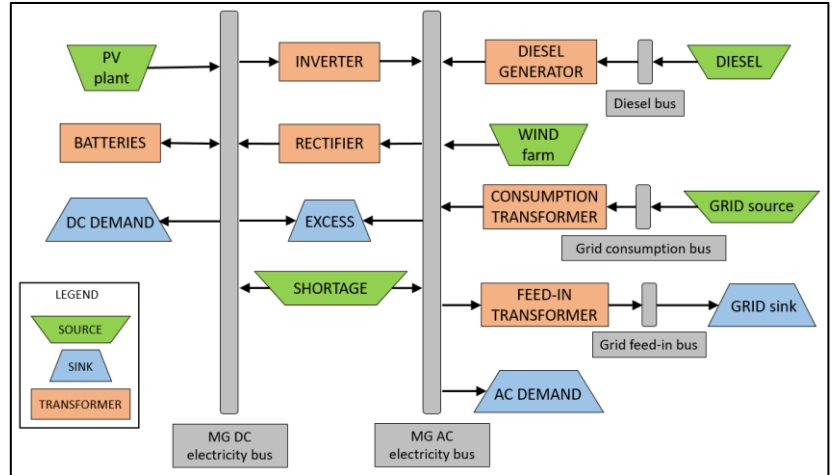 PV
plant
INVERTER
DIESEL
GENERATOR
DIESEL
Diesel bus
BATTERIES
RECTIFIER
WIND
farm
DC DEMAND
EXCESS
CONSUMPTION
TRANSFORMER
GRID source
Grid consumption bus
SHORTAGE
FEED-IN
TRANSFORMER
GRID sink
Grid feed-in bus
AC DEMAND
LEGEND
SOURCE
SINK
TRANSFORMER
MG DC
electricity bus
MG AC
electricity bus